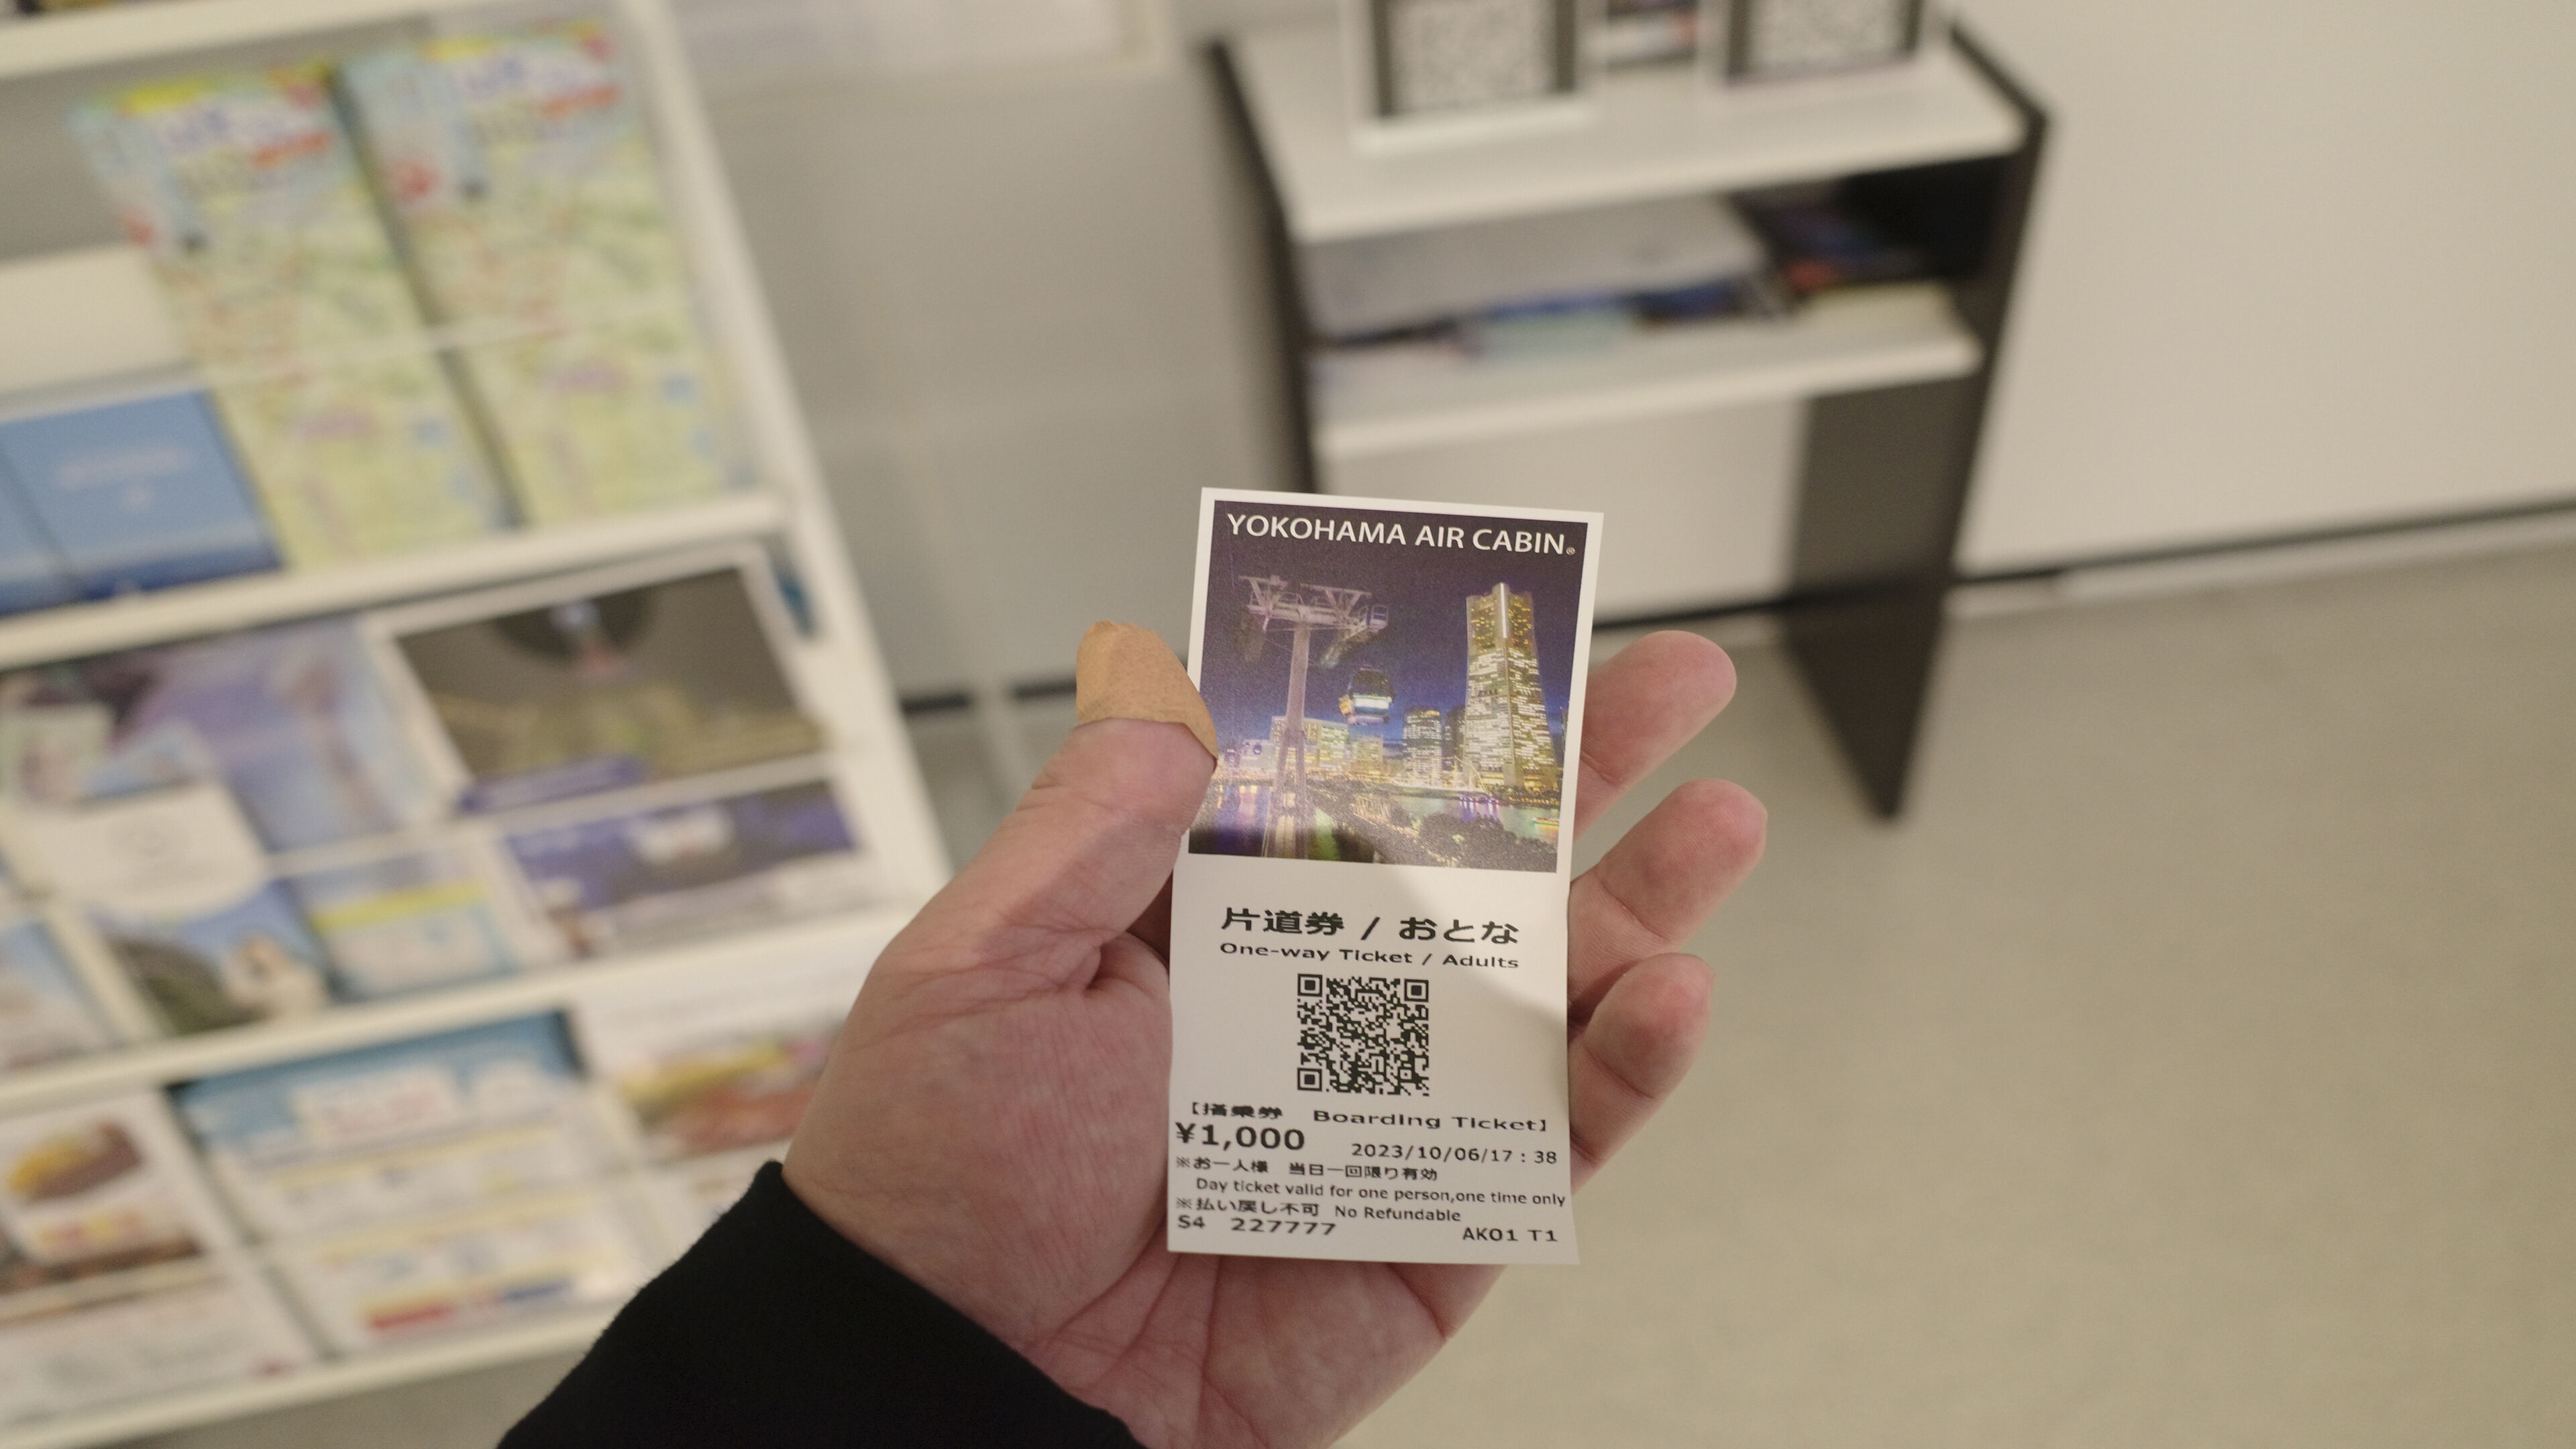 YOKOHAMA AIR CABIN®
片道券 / おとな
One-way Ticket / Adults
【搭乗券 Boarding Ticket】
¥1,000 2023/10/06/17:38
※お一人様 当日一回限り有効
Day ticket valid for one person,one time only
※払い戻し不可 No Refundable
S4 227777 AK01 T1